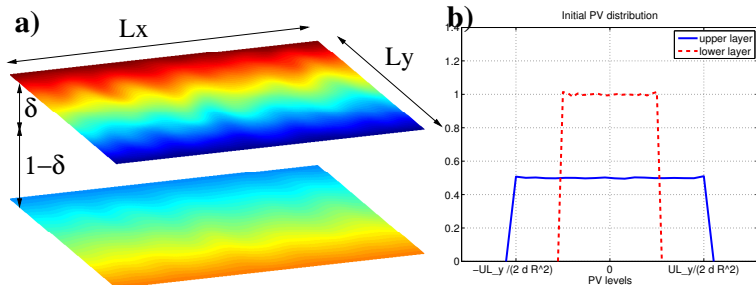 a)
Lx
Ly
δ
1−δ
b)
Initial PV distribution
upper layer
lower layer
1.4
1.2
1
0.8
0.6
0.4
0.2
0
−UL_y /(2 d R^2)
0
UL_y/(2 d R^2)
PV levels